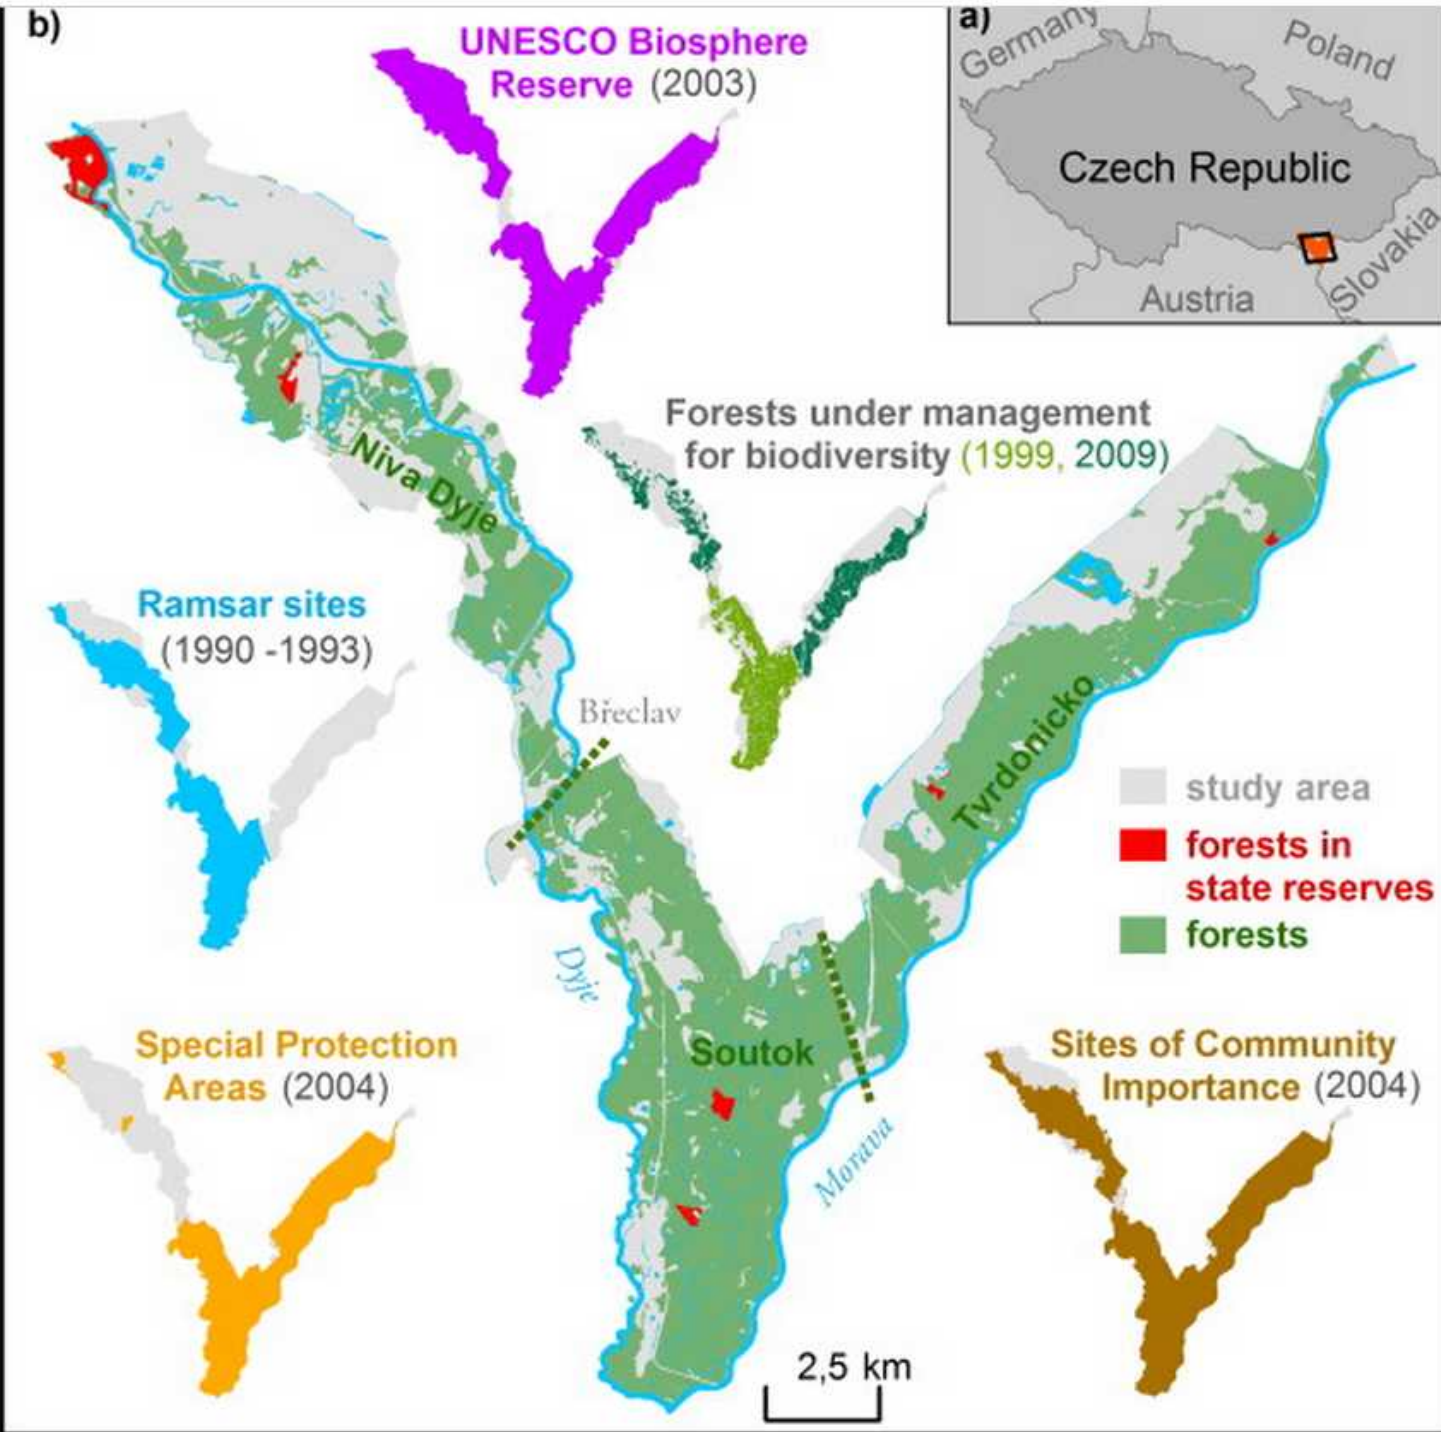 b)
UNESCO Biosphere
Reserve (2003)
a)
Germany
Poland
Czech Republic
Austria
Slovakia
Forests under management
for biodiversity (1999, 2009)
Niva Dyje
Ramsar sites
(1990 -1993)
Břeclav
Tvrdonicko
study area
forests in
state reserves
forests
Dyje
Soutok
Morava
Special Protection
Areas (2004)
Sites of Community
Importance (2004)
2,5 km